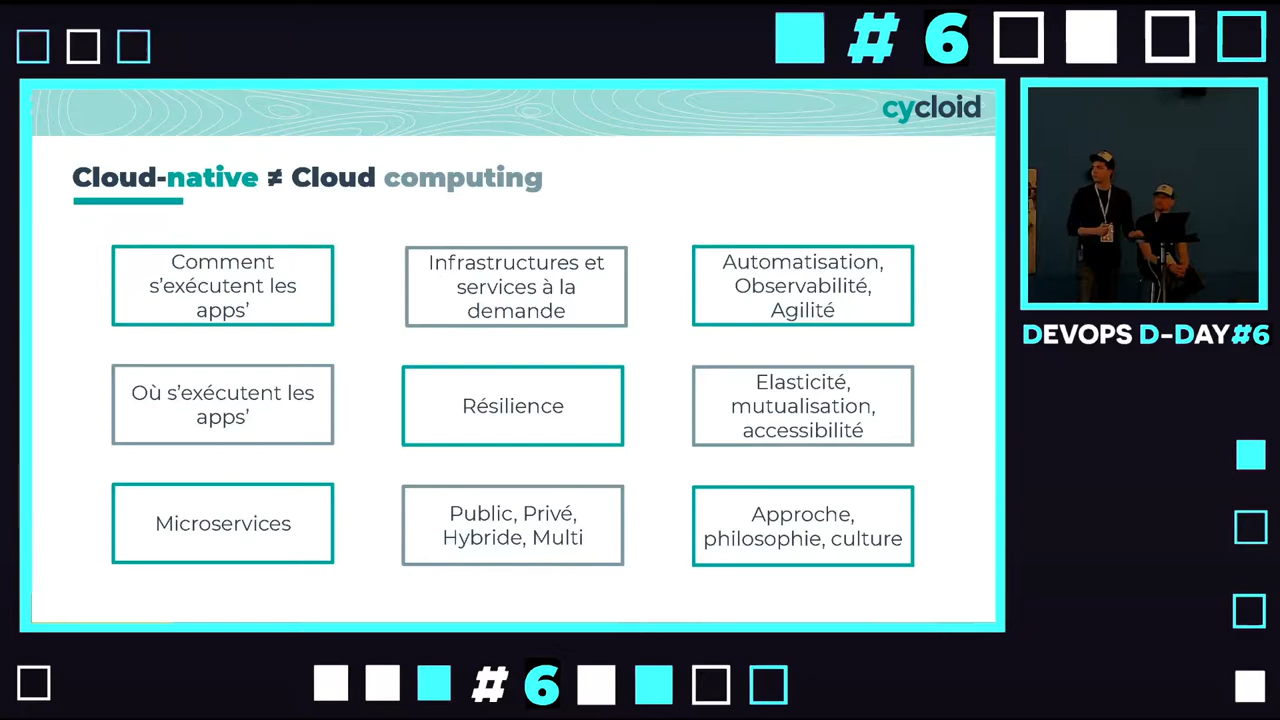 # 6
cycloid
Cloud-native ≠ Cloud computing
Comment
s’exécutent les
apps’
Infrastructures et
services à la
demande
Automatisation,
Observabilité,
Agilité
Où s’exécutent les
apps’
Résilience
Elasticité,
mutualisation,
accessibilité
Microservices
Public, Privé,
Hybride, Multi
Approche,
philosophie, culture
DEVOPS D-DAY#6
# 6